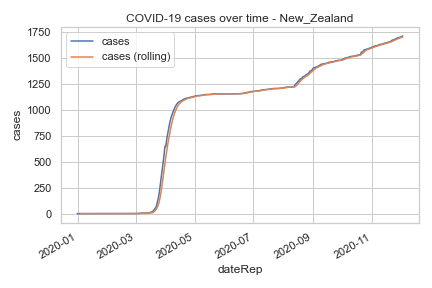 COVID-19 cases over time - New_Zealand
cases
cases (rolling)
1750
1500
1250
1000
750
500
250
0
cases
2020-01
2020-03
2020-05
2020-07
2020-09
2020-11
dateRep